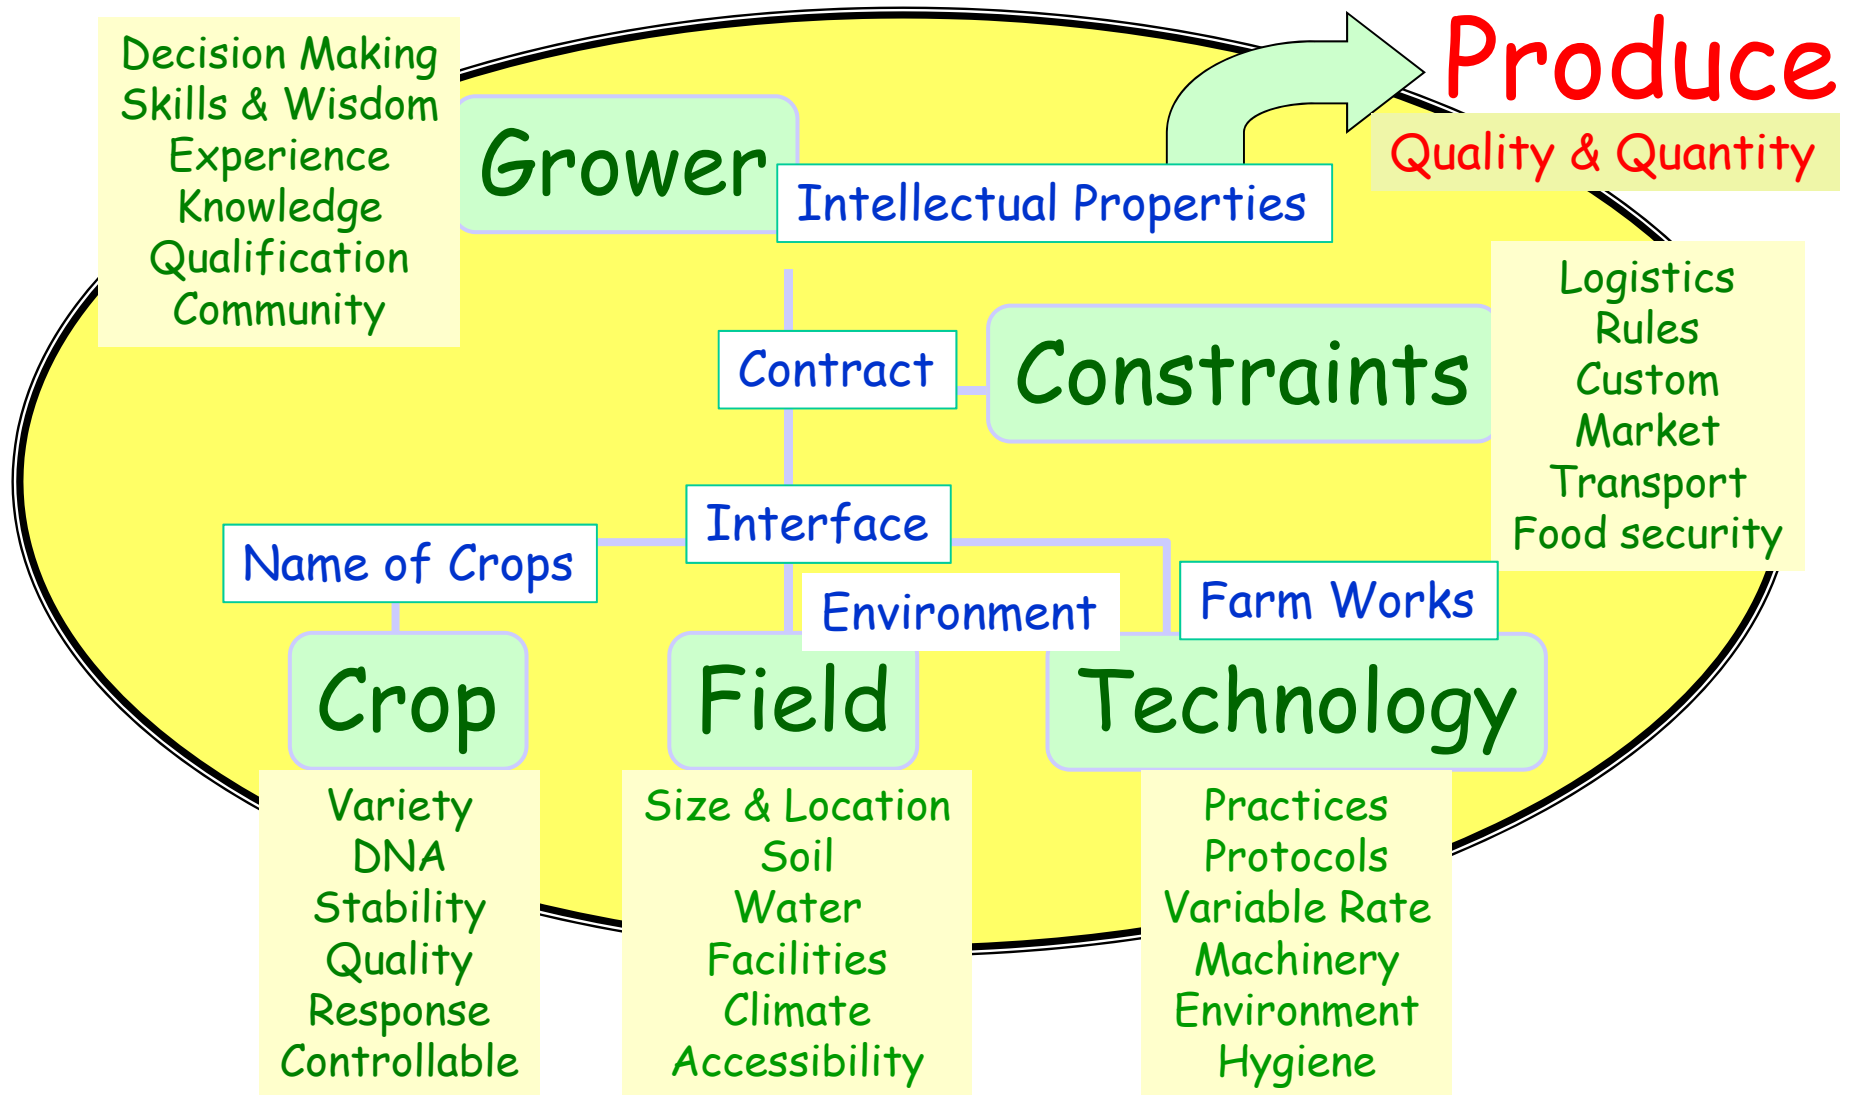 Decision Making
Skills & Wisdom
Experience
Knowledge
Qualification
Community
Grower
Intellectual Properties
Produce
Quality & Quantity
Contract
Constraints
Logistics
Rules
Custom
Market
Transport
Food security
Interface
Name of Crops
Environment
Farm Works
Crop
Variety
DNA
Stability
Quality
Response
Controllable
Field
Size & Location
Soil
Water
Facilities
Climate
Accessibility
Technology
Practices
Protocols
Variable Rate
Machinery
Environment
Hygiene